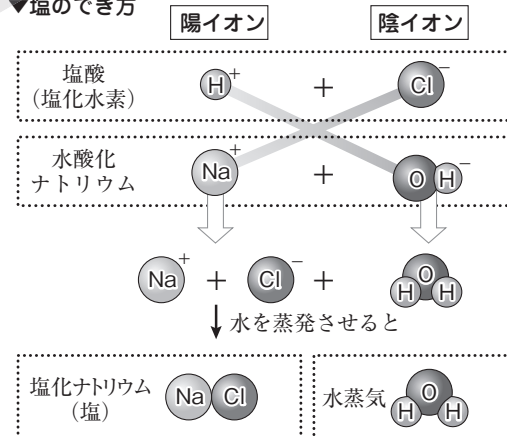 ▼塩のでき方
陽イオン 陰イオン
塩酸
(塩化水素)
H+ + Cl−
水酸化
ナトリウム
Na+ + OH−
Na+ + Cl− + HOH
水を蒸発させると
塩化ナトリウム
(塩)
NaCl
水蒸気
HOH